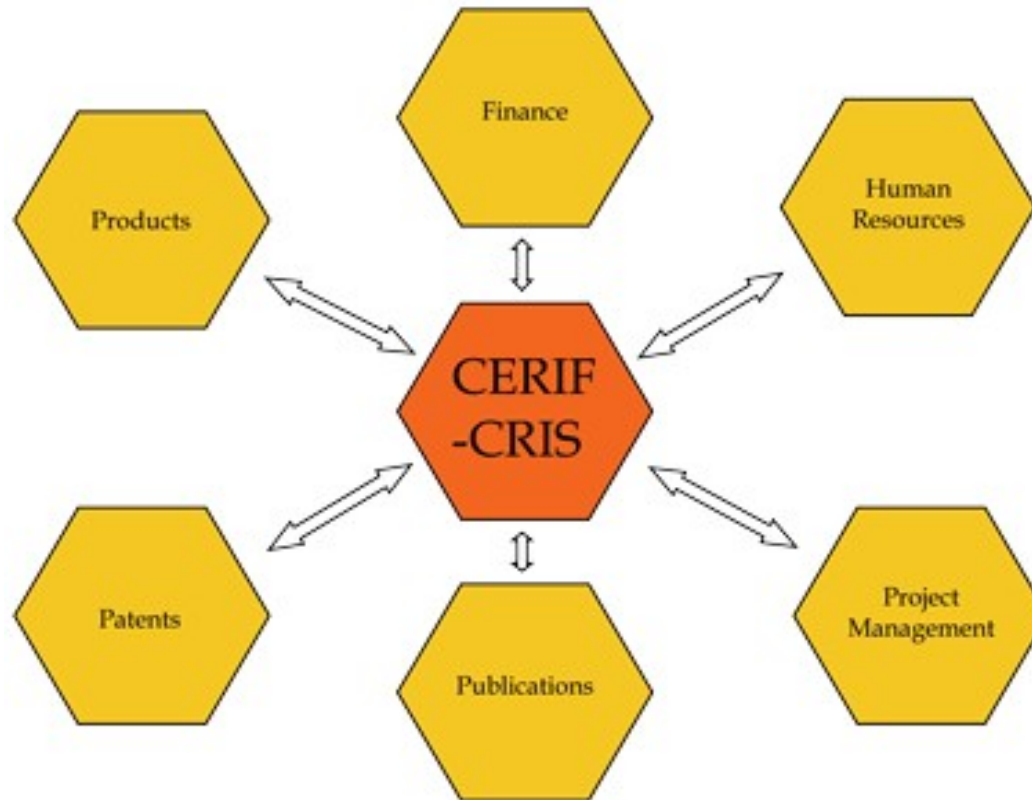 Finance
Human
Resources
Products
CERIF
-CRIS
Patents
Project
Management
Publications